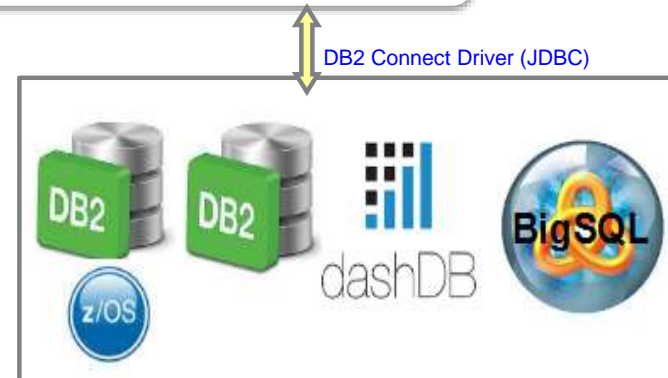 DB2 Connect Driver (JDBC)
DB2
DB2
dashDB
BigSQL
z/OS